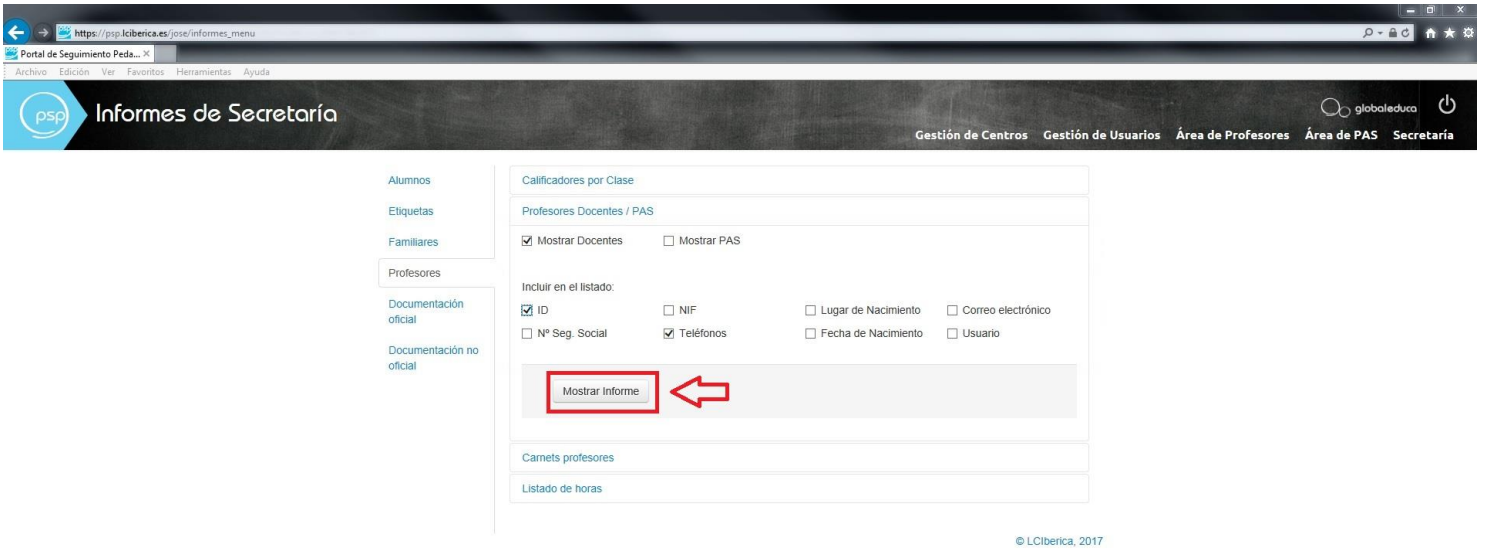 https://psp.lciberica.es/jose/informes_menu
Portal de Seguimiento Peda...
Archivo Edición Ver Favoritos Herramientas Ayuda
psp
Informes de Secretaría
globaleduca
Gestión de Centros Gestión de Usuarios Área de Profesores Área de PAS Secretaría
Alumnos
Etiquetas
Familiares
Profesores
Documentación
oficial
Documentación no
oficial
Calificadores por Clase
Profesores Docentes / PAS
Mostrar Docentes Mostrar PAS
Incluir en el listado:
ID NIF Lugar de Nacimiento Correo electrónico
Nº Seg. Social Teléfonos Fecha de Nacimiento Usuario
Mostrar Informe
Carnets profesores
Listado de horas
© LCIberica, 2017